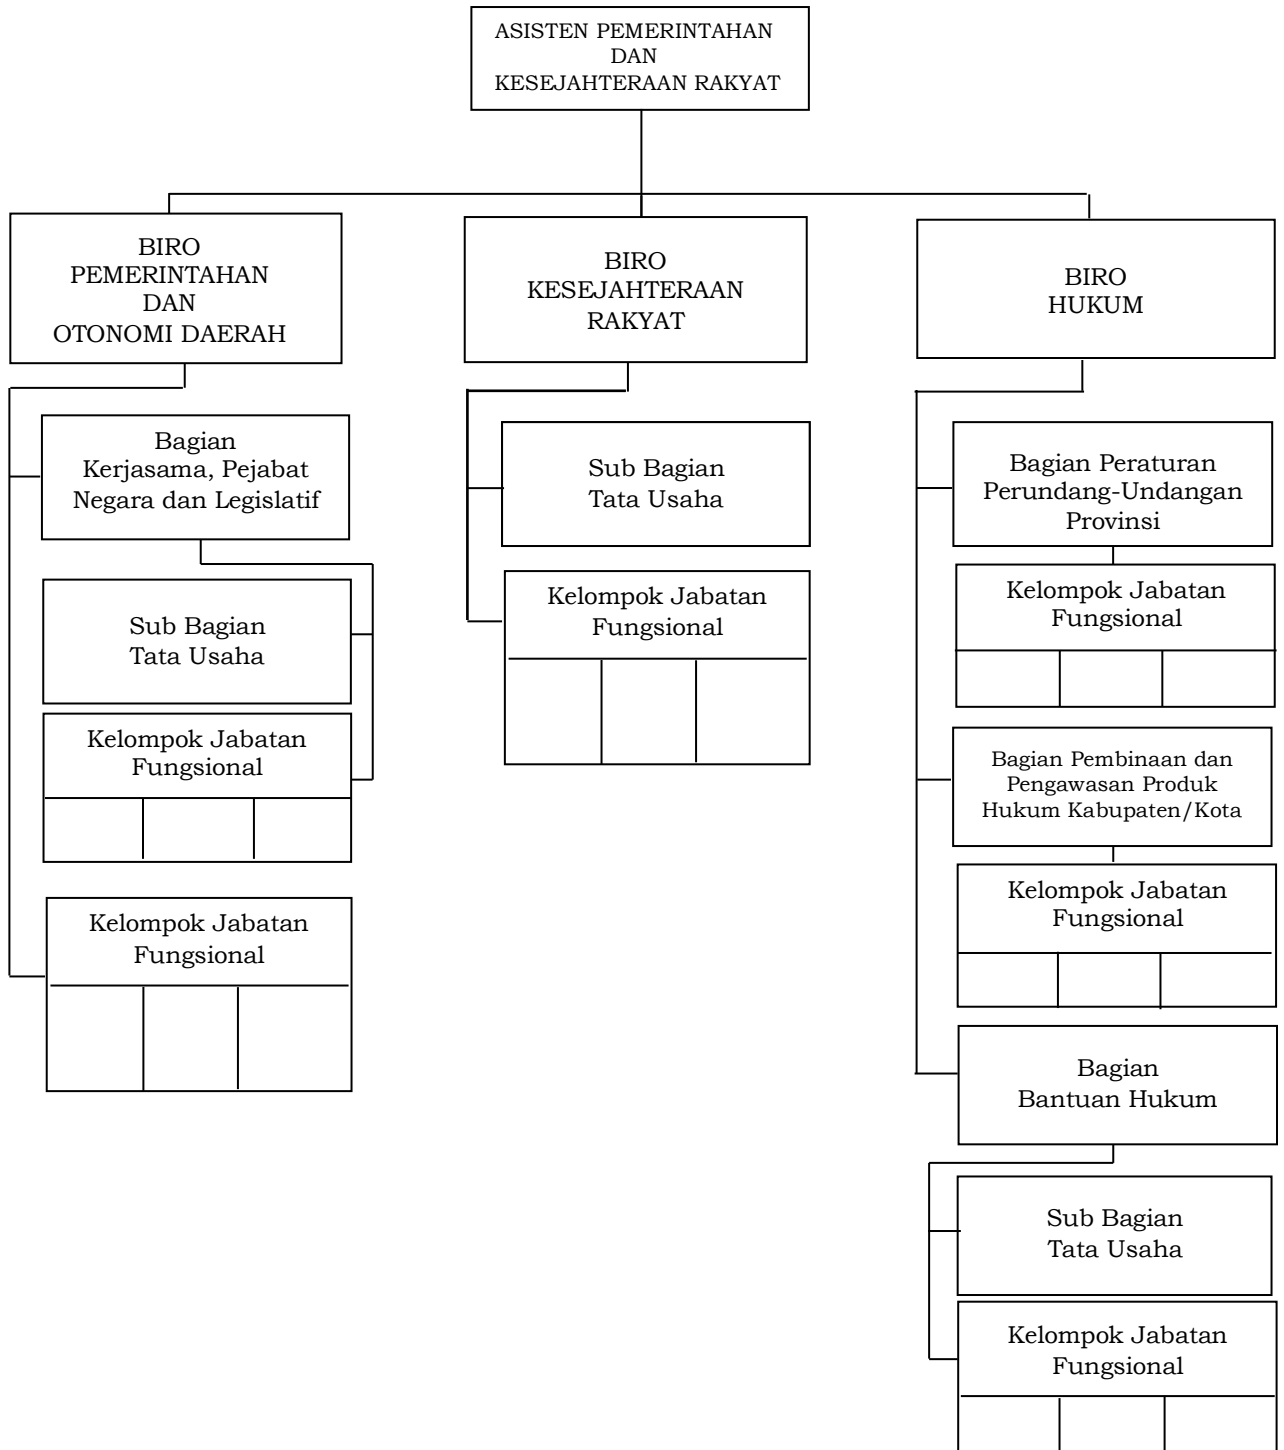 ASISTEN PEMERINTAHAN
DAN
KESEJAHTERAAN RAKYAT
BIRO
PEMERINTAHAN
DAN
OTONOMI DAERAH
Bagian
Kerjasama, Pejabat
Negara dan Legislatif
Sub Bagian
Tata Usaha
Kelompok Jabatan
Fungsional
Kelompok Jabatan
Fungsional
BIRO
KESEJAHTERAAN
RAKYAT
Sub Bagian
Tata Usaha
Kelompok Jabatan
Fungsional
BIRO
HUKUM
Bagian Peraturan
Perundang-Undangan
Provinsi
Kelompok Jabatan
Fungsional
Bagian Pembinaan dan
Pengawasan Produk
Hukum Kabupaten/Kota
Kelompok Jabatan
Fungsional
Bagian
Bantuan Hukum
Sub Bagian
Tata Usaha
Kelompok Jabatan
Fungsional